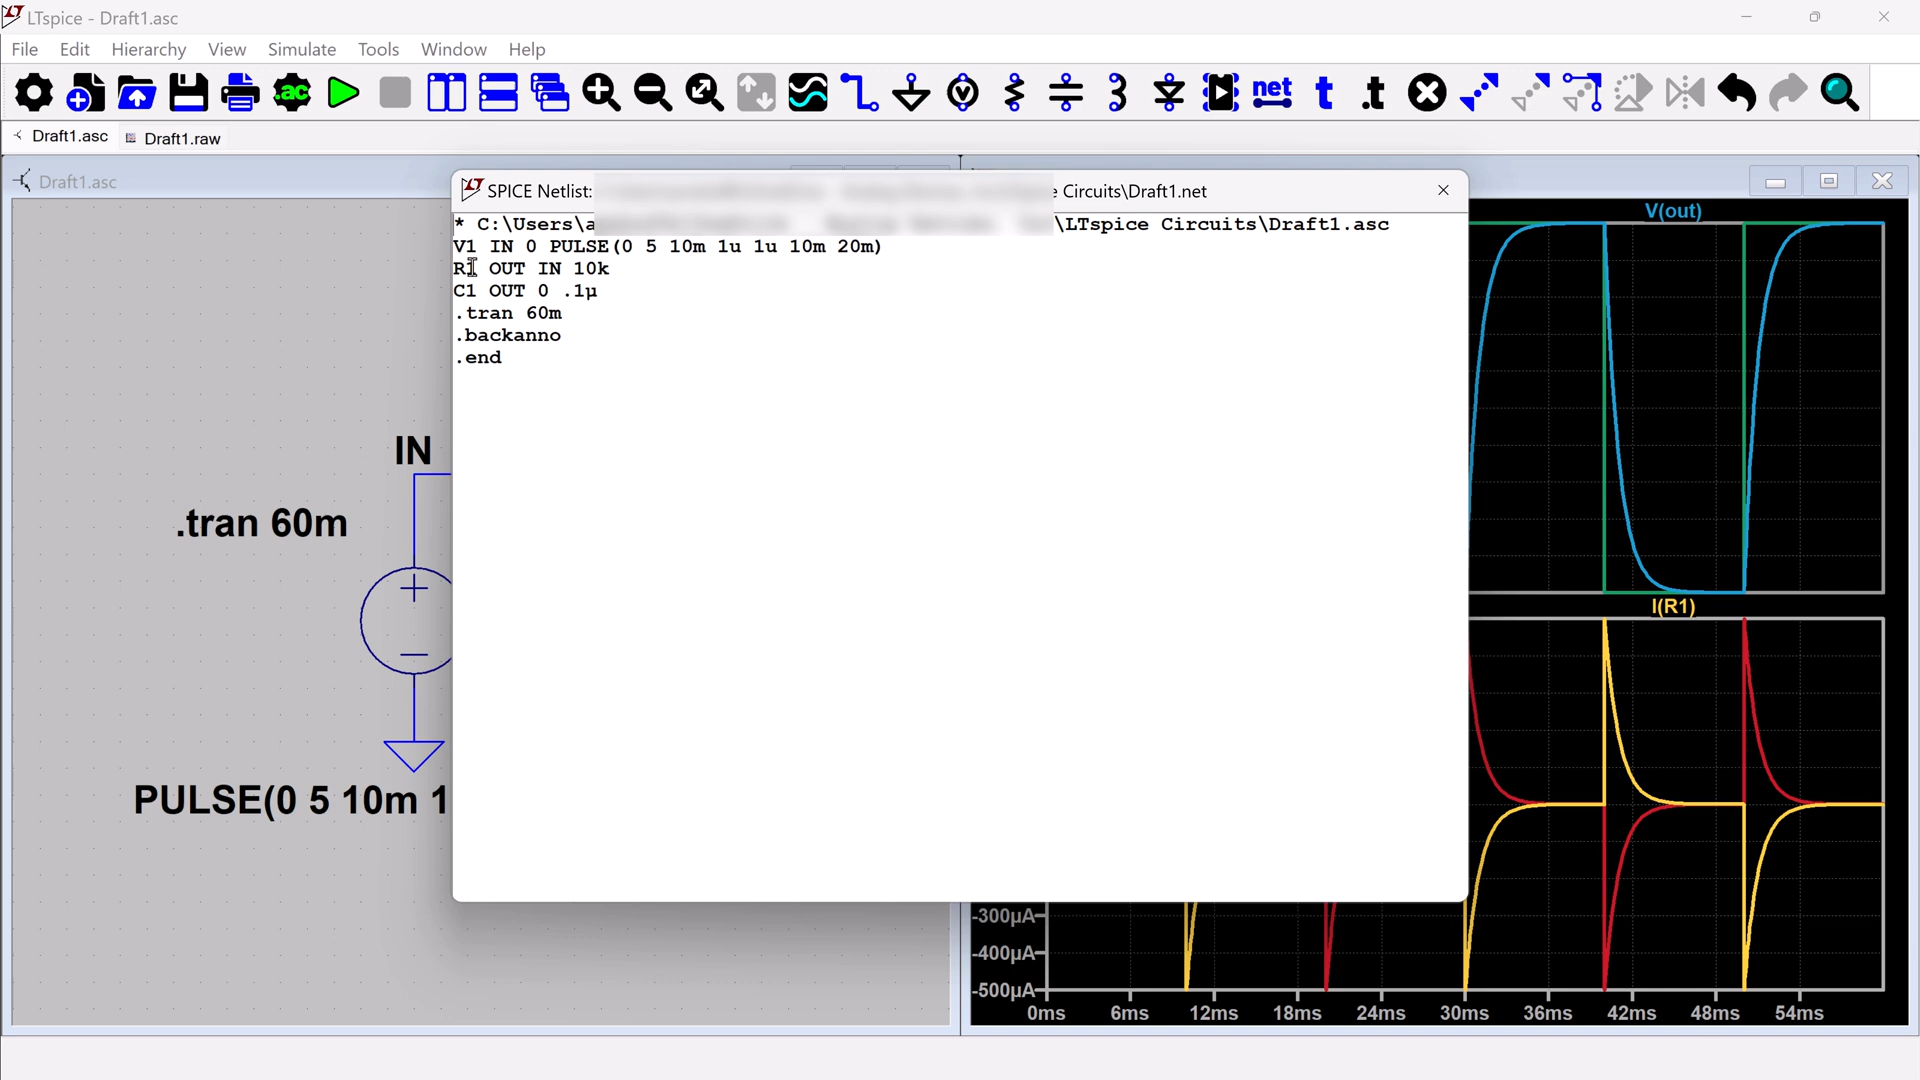 LTspice - Draft1.asc
File Edit Hierarchy View Simulate Tools Window Help
.ac net t .t
Draft1.asc Draft1.raw
Draft1.asc
SPICE Netlist: Circuits\Draft1.net
* C:\Users\a \LTspice Circuits\Draft1.asc
V1 IN 0 PULSE(0 5 10m 1u 1u 10m 20m)
R1 OUT IN 10k
C1 OUT 0 .1µ
.tran 60m
.backanno
.end
IN
.tran 60m
PULSE(0 5 10m 1
V(out)
I(R1)
-300µA
-400µA
-500µA
0ms 6ms 12ms 18ms 24ms 30ms 36ms 42ms 48ms 54ms